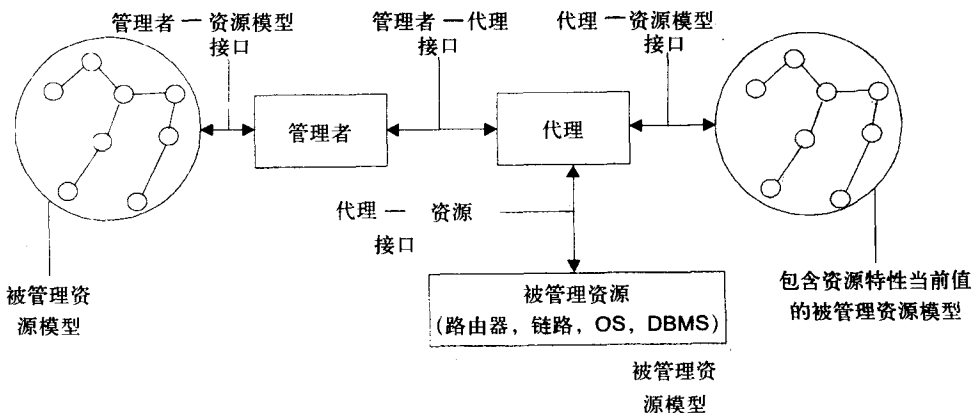 管理者 — 资源模型
接口
管理者 — 代理
接口
代理 — 资源模型
接口
管理者
代理
代理 — 资源
接口
被管理资
源模型
被管理资源
(路由器，链路，OS，DBMS)
包含资源特性当前值
的被管理资源模型
被管理资
源模型